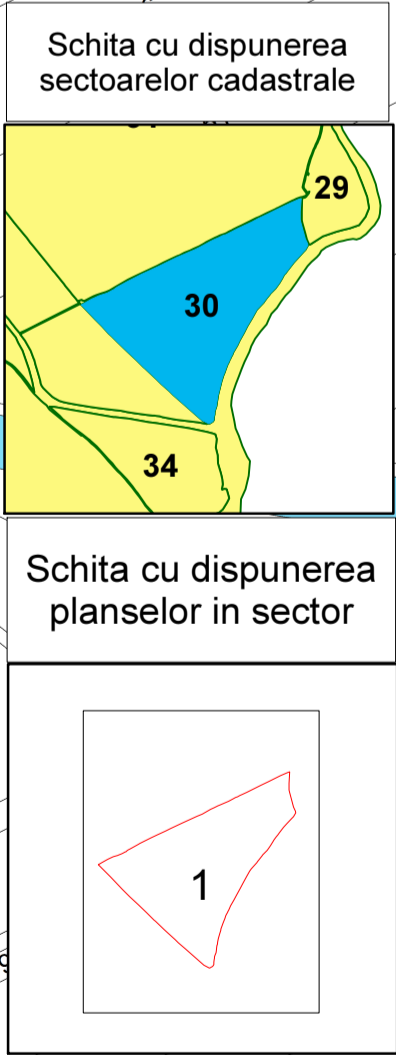 Schita cu dispunerea
sectoarelor cadastrale
29
30
34
Schita cu dispunerea
planselor in sector
1